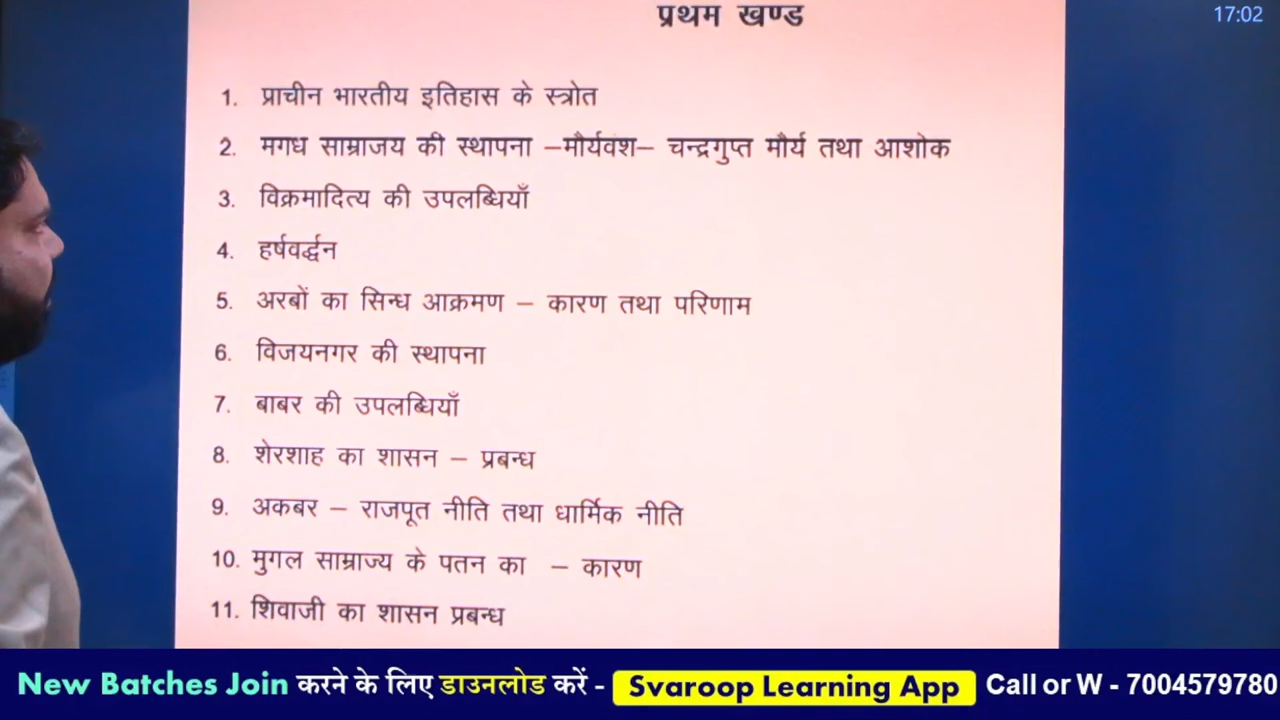 प्रथम खण्ड
17:02
1. प्राचीन भारतीय इतिहास के स्त्रोत
2. मगध साम्राजय की स्थापना –मौर्यवंश– चन्द्रगुप्त मौर्य तथा आशोक
3. विक्रमादित्य की उपलब्धियाँ
4. हर्षवर्द्धन
5. अरबों का सिन्ध आक्रमण – कारण तथा परिणाम
6. विजयनगर की स्थापना
7. बाबर की उपलब्धियाँ
8. शेरशाह का शासन – प्रबन्ध
9. अकबर – राजपूत नीति तथा धार्मिक नीति
10. मुगल साम्राज्य के पतन का – कारण
11. शिवाजी का शासन प्रबन्ध
New Batches Join करने के लिए डाउनलोड करें - Svaroop Learning App Call or W - 7004579780